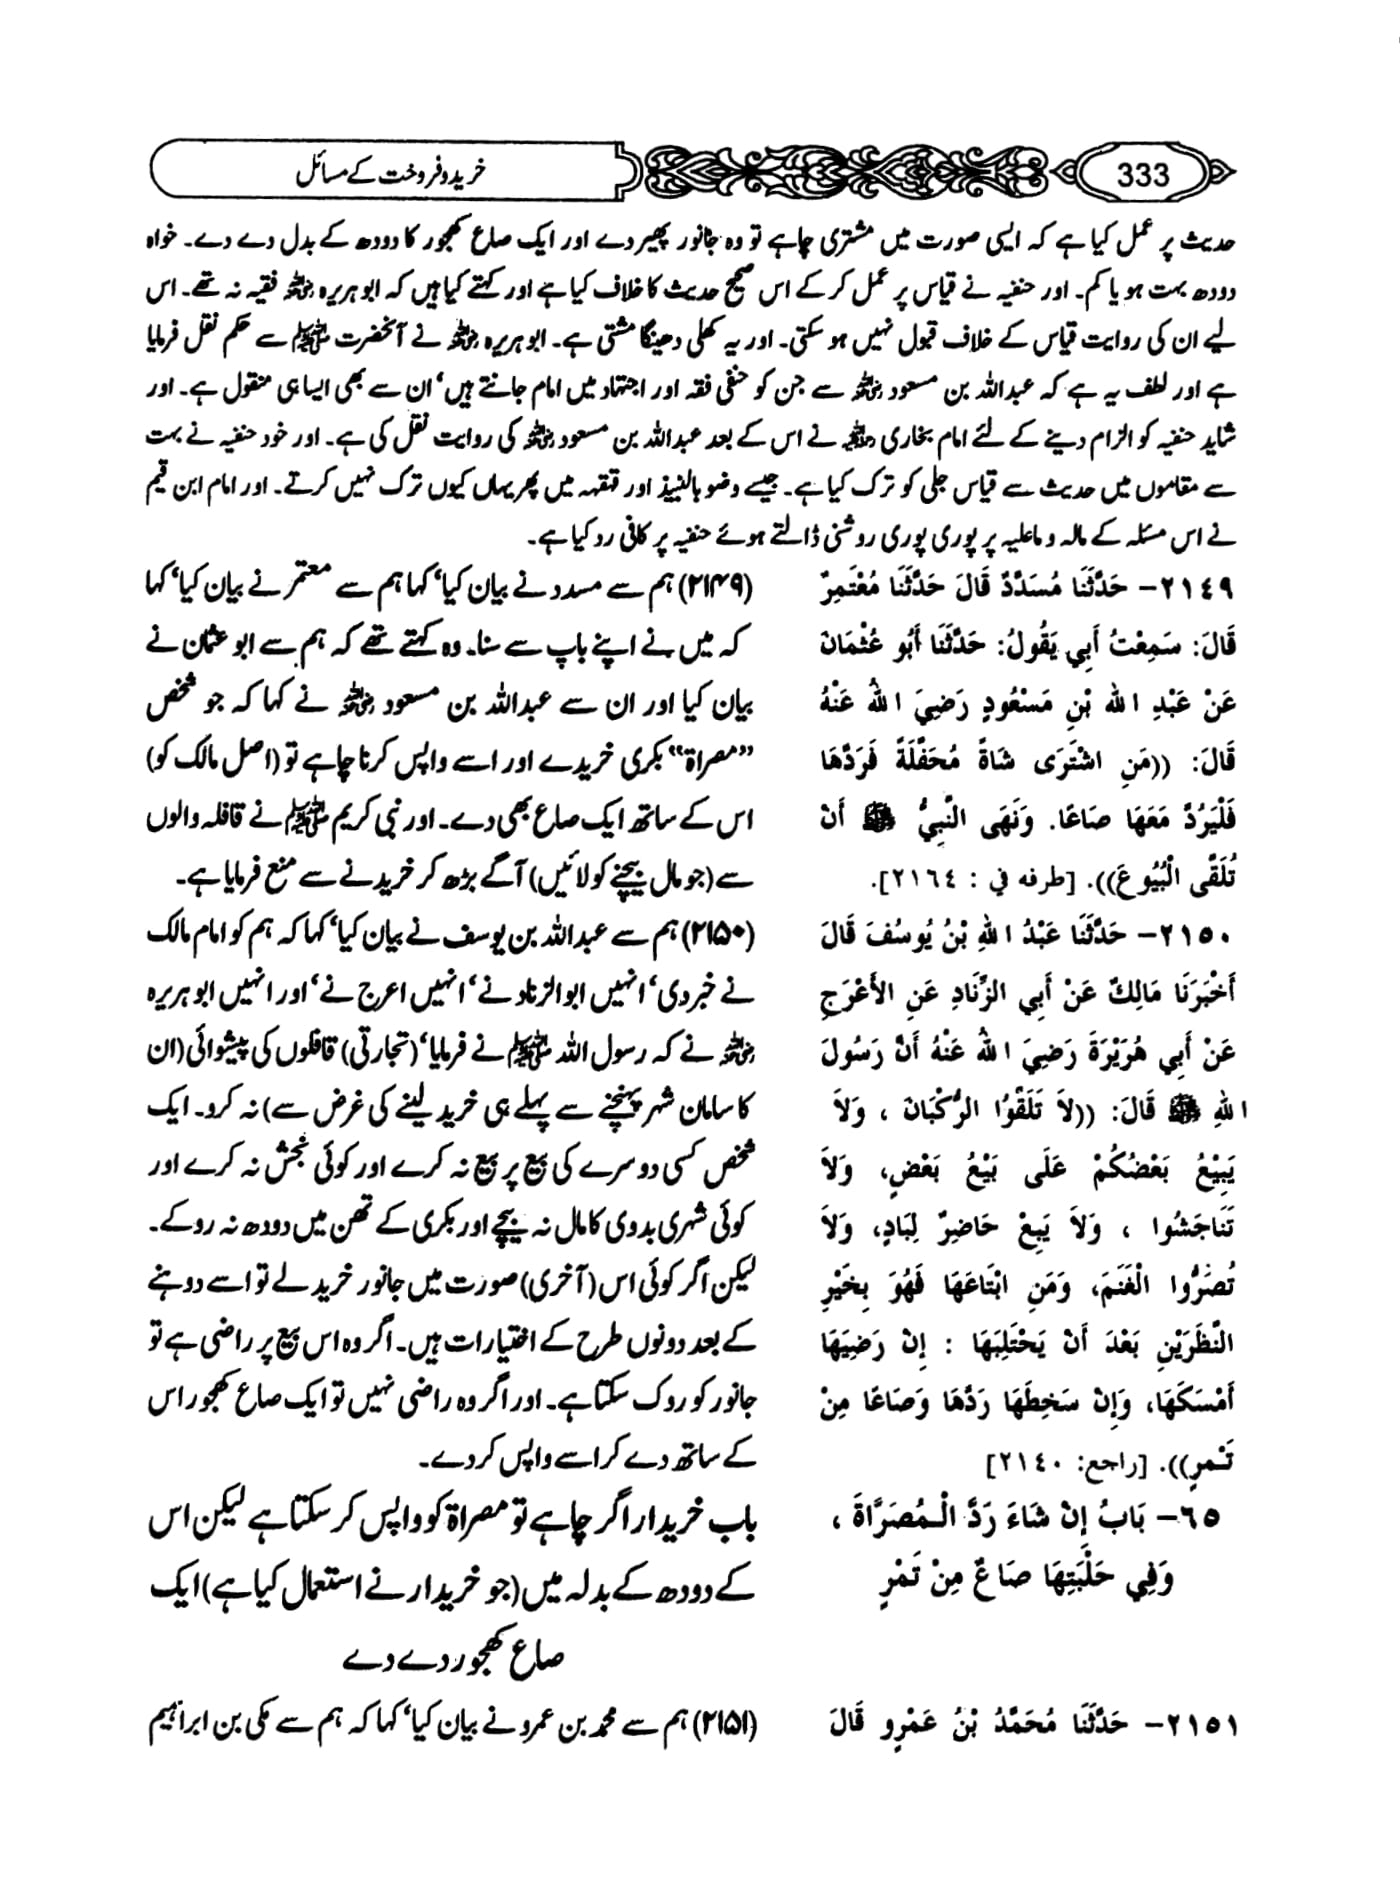 333
خرید و فروخت کے مسائل
حدیث پر عمل کیا ہے کہ ایسی صورت میں مشتری چاہے تو وہ جانور پھیر دے اور ایک صاع کھجور کا دودھ کے بدل دے دے۔ خواہ
دودھ بہت ہو یا کم۔ اور حنفیہ نے قیاس پر عمل کر کے اس صحیح حدیث کا خلاف کیا ہے اور کہتے کیا ہیں کہ ابو ہریرہ رضی اللہ عنہ فقیہ نہ تھے۔ اس
لیے ان کی روایت قیاس کے خلاف قبول نہیں ہو سکتی۔ اور یہ کھلی دھینگا مشتی ہے۔ ابو ہریرہ رضی اللہ عنہ نے آنحضرت ﷺ سے حکم نقل فرمایا
ہے اور لطف یہ ہے کہ عبداللہ بن مسعود رضی اللہ عنہ سے جن کو حنفی فقہ اور اجتہاد میں امام جانتے ہیں‘ ان سے بھی ایسا ہی منقول ہے۔ اور
شاید حنفیہ کو الزام دینے کے لئے امام بخاری رحمۃ اللہ علیہ نے اس کے بعد عبداللہ بن مسعود رضی اللہ عنہ کی روایت نقل کی ہے۔ اور خود حنفیہ نے بہت
سے مقاموں میں حدیث سے قیاس جلی کو ترک کیا ہے۔ جیسے وضو بالنبیذ اور قہقہہ میں پھر یہاں کیوں ترک نہیں کرتے۔ اور امام ابن قیم
نے اس مسئلہ کے مالہ و ماعلیہ پر پوری پوری روشنی ڈالتے ہوئے حنفیہ پر کافی رد کیا ہے۔
٢١٤٩- حَدَّثَنَا مُسَدَّدٌ قَالَ حَدَّثَنَا مُعْتَمِرٌ
قَالَ: سَمِعْتُ أَبِي يَقُولُ: حَدَّثَنَا أَبُو عُثْمَانَ
عَنْ عَبْدِ اللهِ بْنِ مَسْعُودٍ رَضِيَ اللهُ عَنْهُ
قَالَ: ((مَنِ اشْتَرَى شَاةً مُحَفَّلَةً فَرَدَّهَا
فَلْيَرُدَّ مَعَهَا صَاعًا. وَنَهَى النَّبِيُّ ﷺ أَنْ
تُلَقَّى الْبُيُوعَ)). [طرفه في : ٢١٦٤].
٢١٥٠- حَدَّثَنَا عَبْدُ اللهِ بْنُ يُوسُفَ قَالَ
أَخْبَرَنَا مَالِكٌ عَنْ أَبِي الزِّنَادِ عَنِ الأَعْرَجِ
عَنْ أَبِي هُرَيْرَةَ رَضِيَ اللهُ عَنْهُ أَنَّ رَسُولَ
اللهِ ﷺ قَالَ: ((لاَ تَلَقَّوُا الرُّكْبَانَ ، وَلاَ
يَبِيْعُ بَعْضُكُمْ عَلَى بَيْعُ بَعْضٍ، وَلاَ
تَنَاجَشُوا ، وَلاَ يَبِعْ حَاضِرٌ لِبَادٍ، وَلاَ
تُصَرُّوا الْغَنَمَ، وَمَنِ ابْتَاعَهَا فَهُوَ بِخَيْرِ
النَّظَرَيْنِ بَعْدَ أَنْ يَحْتَلِبَهَا : إِنْ رَضِيَهَا
أَمْسَكَهَا، وَإِنْ سَخِطَهَا رَدَّهَا وَصَاعًا مِنْ
تَمْرٍ)). [راجع: ٢١٤٠]
٦٥- بَابُ إِنْ شَاءَ رَدَّ الْمُصَرَّاةَ ،
وَفِي حَلْبَتِهَا صَاعٌ مِنْ تَمْرٍ
٢١٥١- حَدَّثَنَا مُحَمَّدُ بْنُ عَمْرٍو قَالَ
(۲۱۴۹) ہم سے مسدد نے بیان کیا‘ کہا ہم سے معتمر نے بیان کیا‘ کہا
کہ میں نے اپنے باپ سے سنا۔ وہ کہتے تھے کہ ہم سے ابو عثمان نے
بیان کیا اور ان سے عبداللہ بن مسعود رضی اللہ عنہ نے کہا کہ جو شخص
”مصراۃ“ بکری خریدے اور اسے واپس کرنا چاہے تو (اصل مالک کو)
اس کے ساتھ ایک صاع بھی دے۔ اور نبی کریم ﷺ نے قافلہ والوں
سے (جو مال بیچنے کو لائیں) آگے بڑھ کر خریدنے سے منع فرمایا ہے۔
(۲۱۵۰) ہم سے عبداللہ بن یوسف نے بیان کیا‘ کہا کہ ہم کو امام مالک
نے خبر دی‘ انہیں ابوالزناد نے‘ انہیں اعرج نے‘ اور انہیں ابو ہریرہ
رضی اللہ عنہ نے کہ رسول اللہ ﷺ نے فرمایا‘ (تجارتی) قافلوں کی پیشوائی (ان
کا سامان شہر پہنچنے سے پہلے ہی خرید لینے کی غرض سے) نہ کرو۔ ایک
شخص کسی دوسرے کی بیع پر بیع نہ کرے اور کوئی نجش نہ کرے اور
کوئی شہری بدوی کا مال نہ بیچے اور بکری کے تھن میں دودھ نہ روکے۔
لیکن اگر کوئی اس (آخری) صورت میں جانور خرید لے تو اسے دوہنے
کے بعد دونوں طرح کے اختیارات ہیں۔ اگر وہ اس بیع پر راضی ہے تو
جانور کو روک سکتا ہے۔ اور اگر وہ راضی نہیں تو ایک صاع کھجور اس
کے ساتھ دے کر اسے واپس کر دے۔
باب خریدار اگر چاہے تو مصراۃ کو واپس کر سکتا ہے لیکن اس
کے دودھ کے بدلہ میں (جو خریدار نے استعمال کیا ہے) ایک
صاع کھجور دے دے
(۲۱۵۱) ہم سے محمد بن عمرو نے بیان کیا‘ کہا کہ ہم سے مکی بن ابراہیم